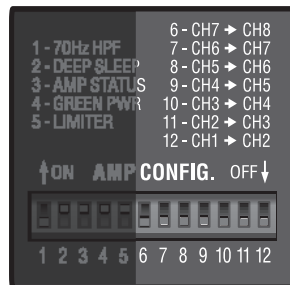 1 - 70Hz HPF
2 - DEEP SLEEP
3 - AMP STATUS
4 - GREEN PWR
5 - LIMITER
6 - CH7 → CH8
7 - CH6 → CH7
8 - CH5 → CH6
9 - CH4 → CH5
10 - CH3 → CH4
11 - CH2 → CH3
12 - CH1 → CH2
↑ON AMP CONFIG. OFF↓
1 2 3 4 5 6 7 8 9 10 11 12